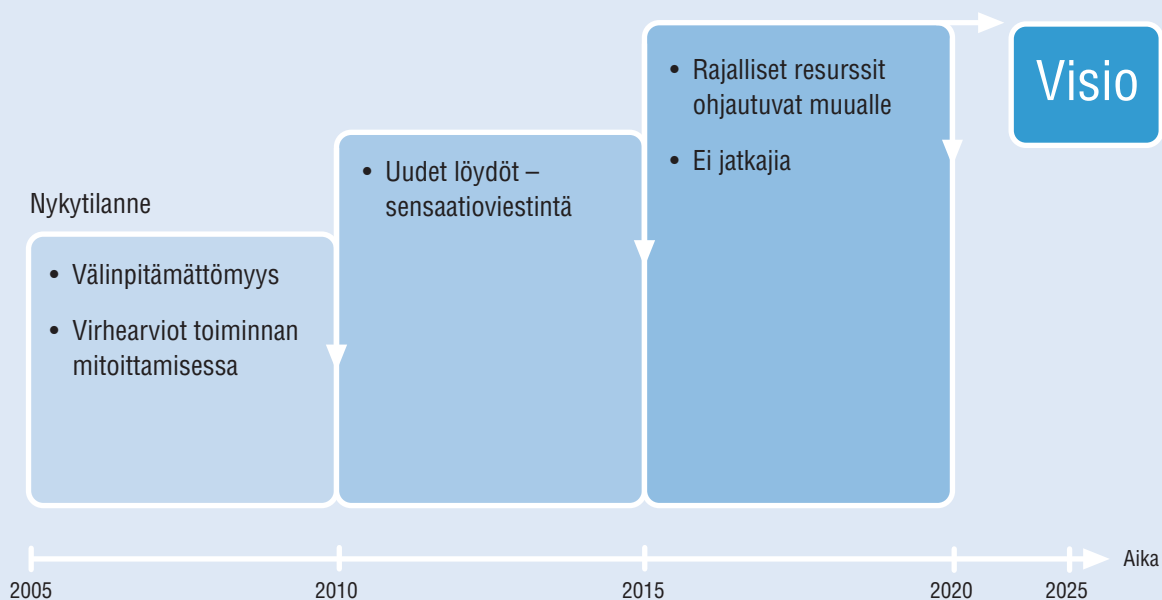 Nykytilanne
• Välinpitämättömyys
• Virhearviot toiminnan
mitoittamisessa
• Uudet löydöt –
sensaatioviestintä
• Rajalliset resurssit
ohjautuvat muualle
• Ei jatkajia
Visio
Aika
2005
2010
2015
2020
2025